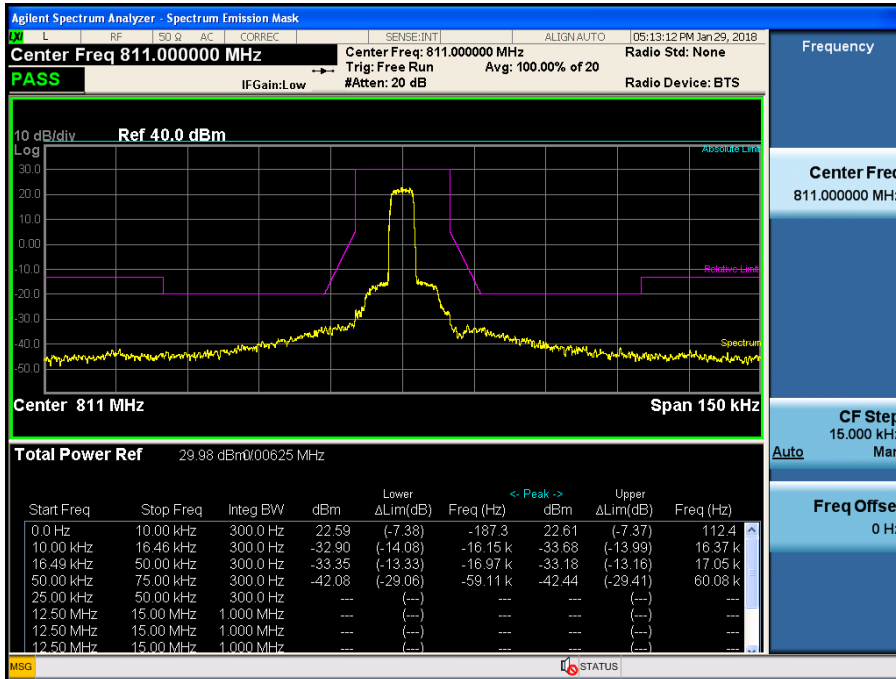 Agilent Spectrum Analyzer - Spectrum Emission Mask
LXI L RF 50 Ω AC CORREC SENSE:INT ALIGN AUTO 05:13:12 PM Jan 29, 2018
Center Freq 811.000000 MHz Center Freq: 811.000000 MHz Radio Std: None Frequency
Trig: Free Run Avg: 100.00% of 20
PASS IFGain:Low #Atten: 20 dB Radio Device: BTS
10 dB/div Ref 40.0 dBm
Log Absolute Limit
30.0
20.0
10.0
0.00
-10.0 Relative Limit
-20.0
-30.0
-40.0 Spectrum
-50.0
Center 811 MHz Span 150 kHz
Center Freq
811.000000 MHz
CF Step
15.000 kHz
Auto Man
Freq Offse
0 Hz
Total Power Ref 29.98 dBm/0/00625 MHz
Lower <- Peak -> Upper
Start Freq Stop Freq Integ BW dBm ΔLim(dB) Freq (Hz) dBm ΔLim(dB) Freq (Hz)
0.0 Hz 10.00 kHz 300.0 Hz 22.59 (-7.38) -187.3 22.61 (-7.37) 112.4
10.00 kHz 16.46 kHz 300.0 Hz -32.90 (-14.08) -16.15 k -33.68 (-13.99) 16.37 k
16.49 kHz 50.00 kHz 300.0 Hz -33.35 (-13.33) -16.97 k -33.18 (-13.16) 17.05 k
50.00 kHz 75.00 kHz 300.0 Hz -42.08 (-29.06) -59.11 k -42.44 (-29.41) 60.08 k
25.00 kHz 50.00 kHz 300.0 Hz --- (---) --- --- (---) ---
12.50 MHz 15.00 MHz 1.000 MHz --- (---) --- --- (---) ---
12.50 MHz 15.00 MHz 1.000 MHz --- (---) --- --- (---) ---
12.50 MHz 15.00 MHz 1.000 MHz --- (---) --- --- (---) ---
MSG STATUS